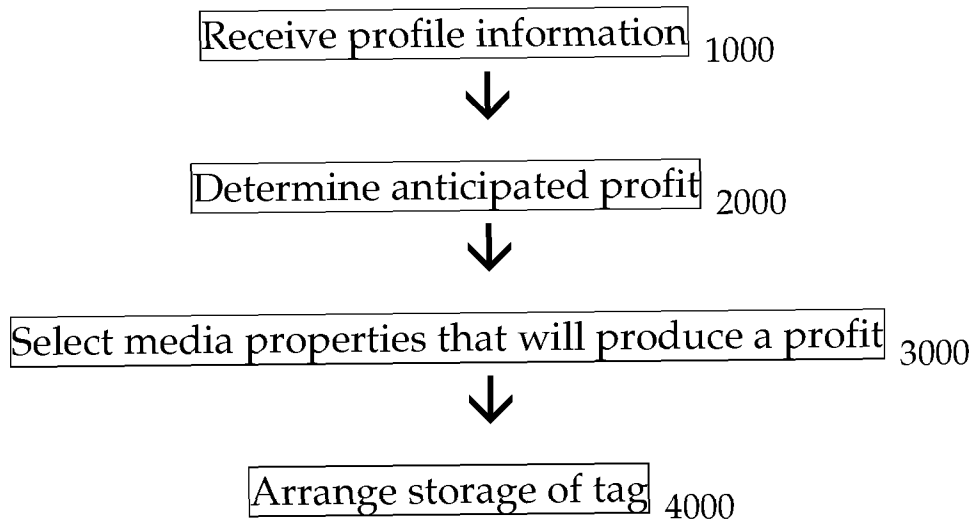 Receive profile information 1000
Determine anticipated profit 2000
Select media properties that will produce a profit 3000
Arrange storage of tag 4000